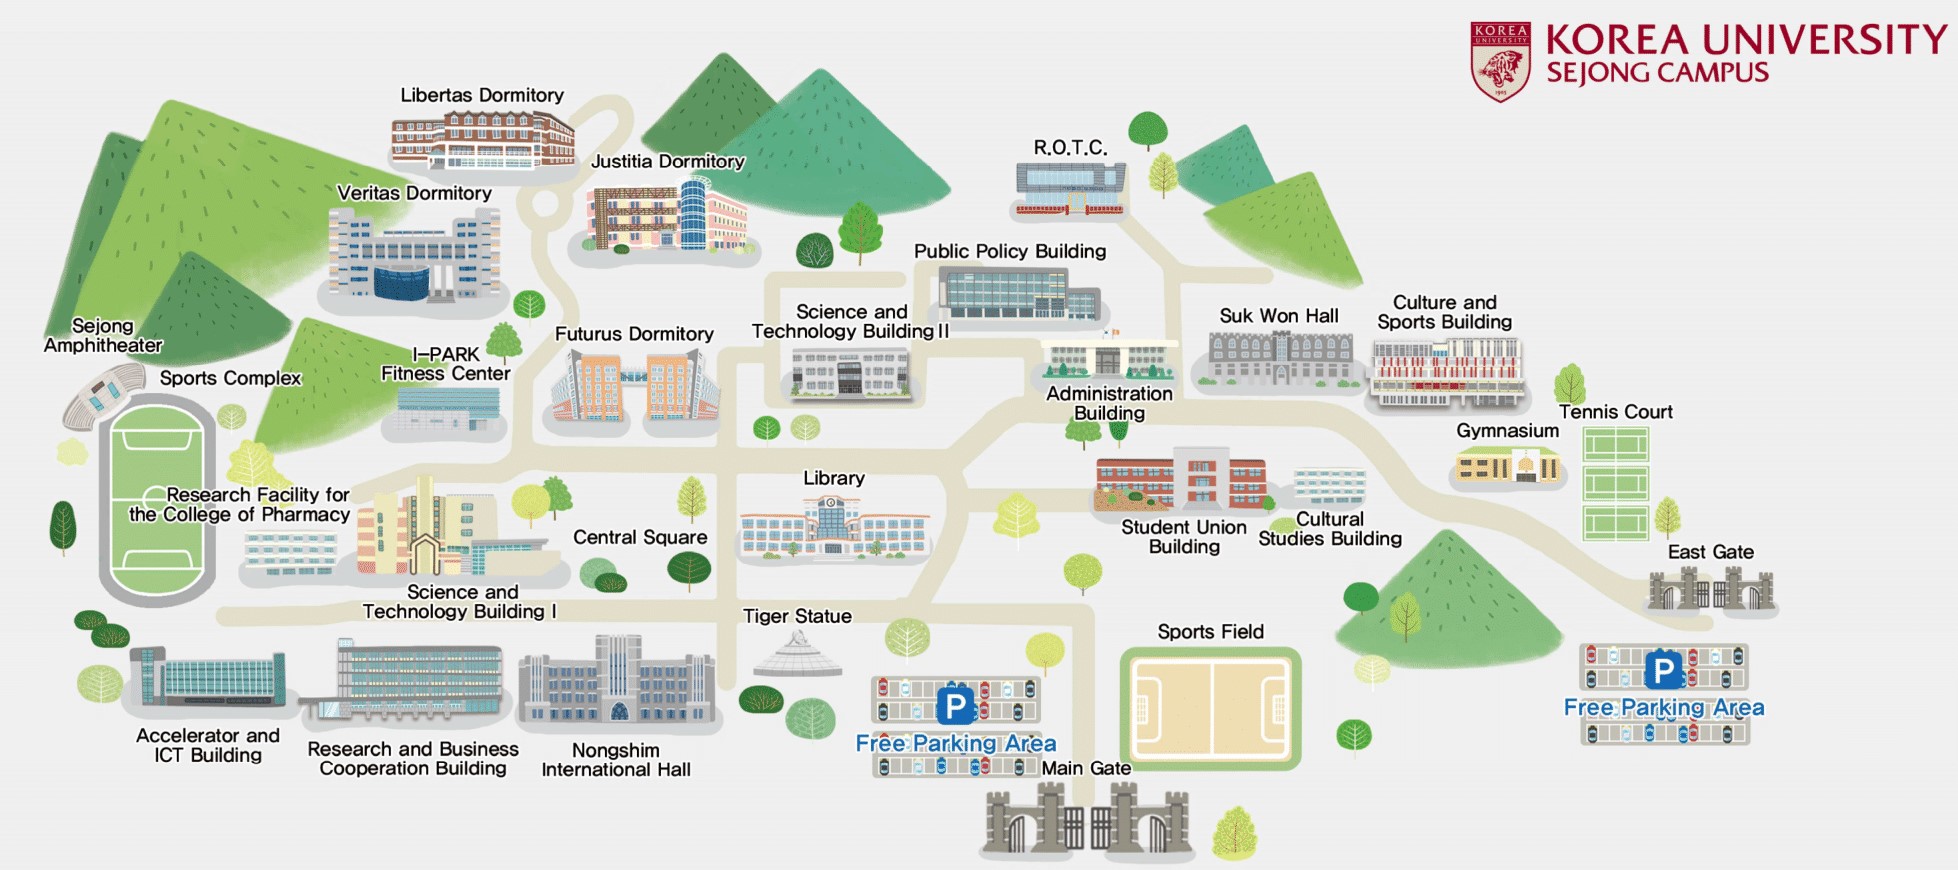 KOREA
UNIVERSITY
1905
KOREA UNIVERSITY
SEJONG CAMPUS
Libertas Dormitory
Justitia Dormitory
R.O.T.C.
Veritas Dormitory
Public Policy Building
Science and
Technology Building II
Culture and
Sports Building
Suk Won Hall
Sejong
Amphitheater
Futurus Dormitory
I-PARK
Fitness Center
Sports Complex
Administration
Building
Tennis Court
Gymnasium
Library
Research Facility for
the College of Pharmacy
Student Union
Building
Cultural
Studies Building
Central Square
East Gate
Science and
Technology Building I
Tiger Statue
Sports Field
P
Free Parking Area
P
Free Parking Area
Accelerator and
ICT Building
Research and Business
Cooperation Building
Nongshim
International Hall
Main Gate